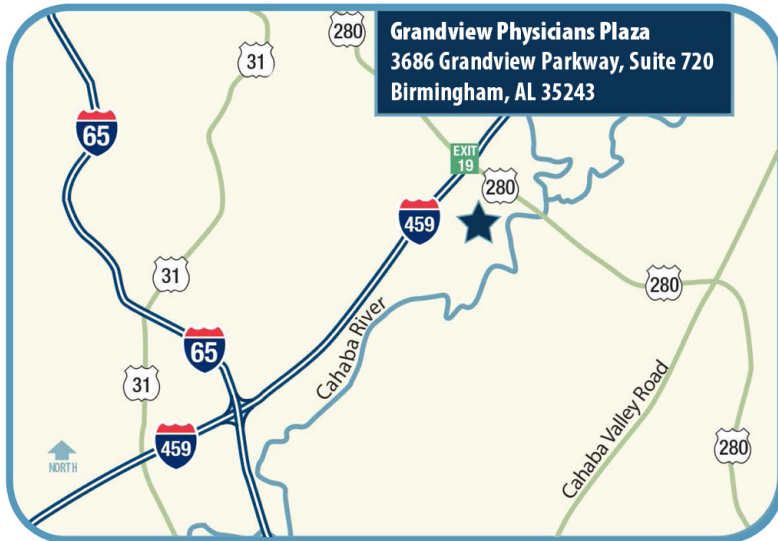 Grandview Physicians Plaza
3686 Grandview Parkway, Suite 720
Birmingham, AL 35243
280
31
65
EXIT
19
280
459
31
280
65
Cahaba River
31
Cahaba Valley Road
459
280
NORTH